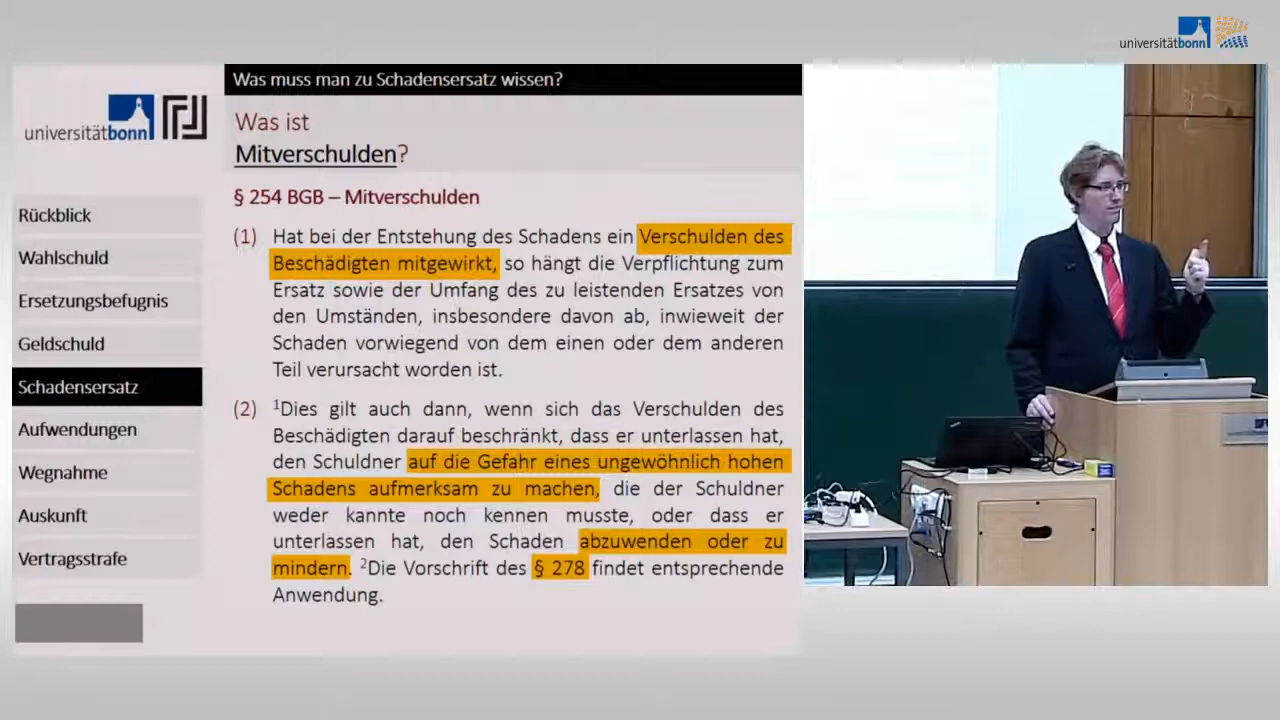 universitätbonn
Was muss man zu Schadensersatz wissen?
universitätbonn
Was ist
Mitverschulden?
§ 254 BGB – Mitverschulden
Rückblick
Wahlschuld
Ersetzungsbefugnis
Geldschuld
Schadensersatz
Aufwendungen
Wegnahme
Auskunft
Vertragsstrafe
(1) Hat bei der Entstehung des Schadens ein Verschulden des
Beschädigten mitgewirkt, so hängt die Verpflichtung zum
Ersatz sowie der Umfang des zu leistenden Ersatzes von
den Umständen, insbesondere davon ab, inwieweit der
Schaden vorwiegend von dem einen oder dem anderen
Teil verursacht worden ist.
(2) ¹Dies gilt auch dann, wenn sich das Verschulden des
Beschädigten darauf beschränkt, dass er unterlassen hat,
den Schuldner auf die Gefahr eines ungewöhnlich hohen
Schadens aufmerksam zu machen, die der Schuldner
weder kannte noch kennen musste, oder dass er
unterlassen hat, den Schaden abzuwenden oder zu
mindern. ²Die Vorschrift des § 278 findet entsprechende
Anwendung.